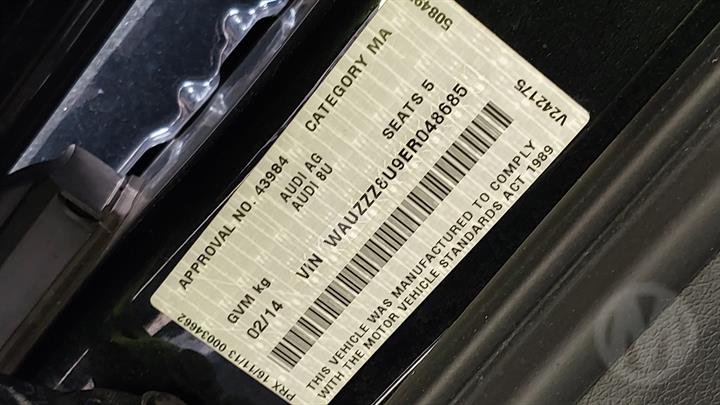 APPROVAL NO. 43984 CATEGORY MA
AUDI AG
AUDI 8U SEATS 5
GVM kg
02/14 VIN WAUZZZ8U9ER048685
THIS VEHICLE WAS MANUFACTURED TO COMPLY
WITH THE MOTOR VEHICLE STANDARDS ACT 1989
PRX 16/11/13 00034662
V242175